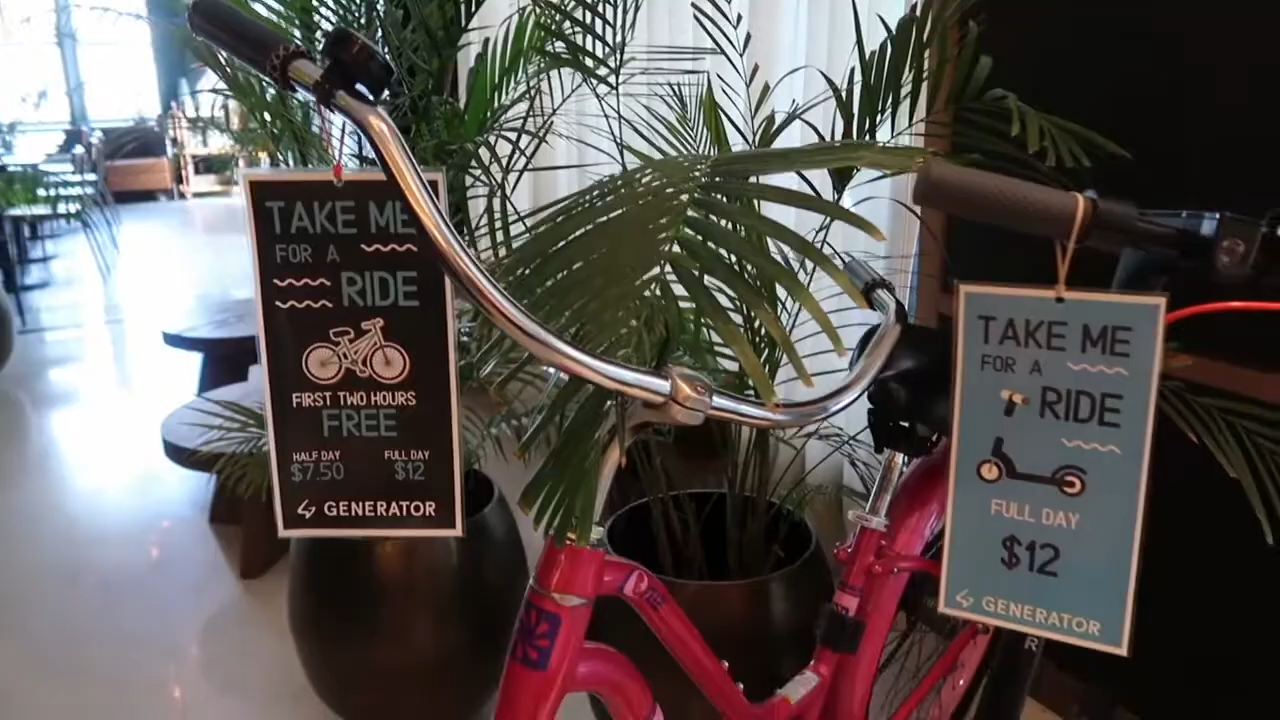 TAKE ME
FOR A
RIDE
FIRST TWO HOURS
FREE
HALF DAY
$7.50
FULL DAY
$12
GENERATOR
TAKE ME
FOR A
RIDE
FULL DAY
$12
GENERATOR